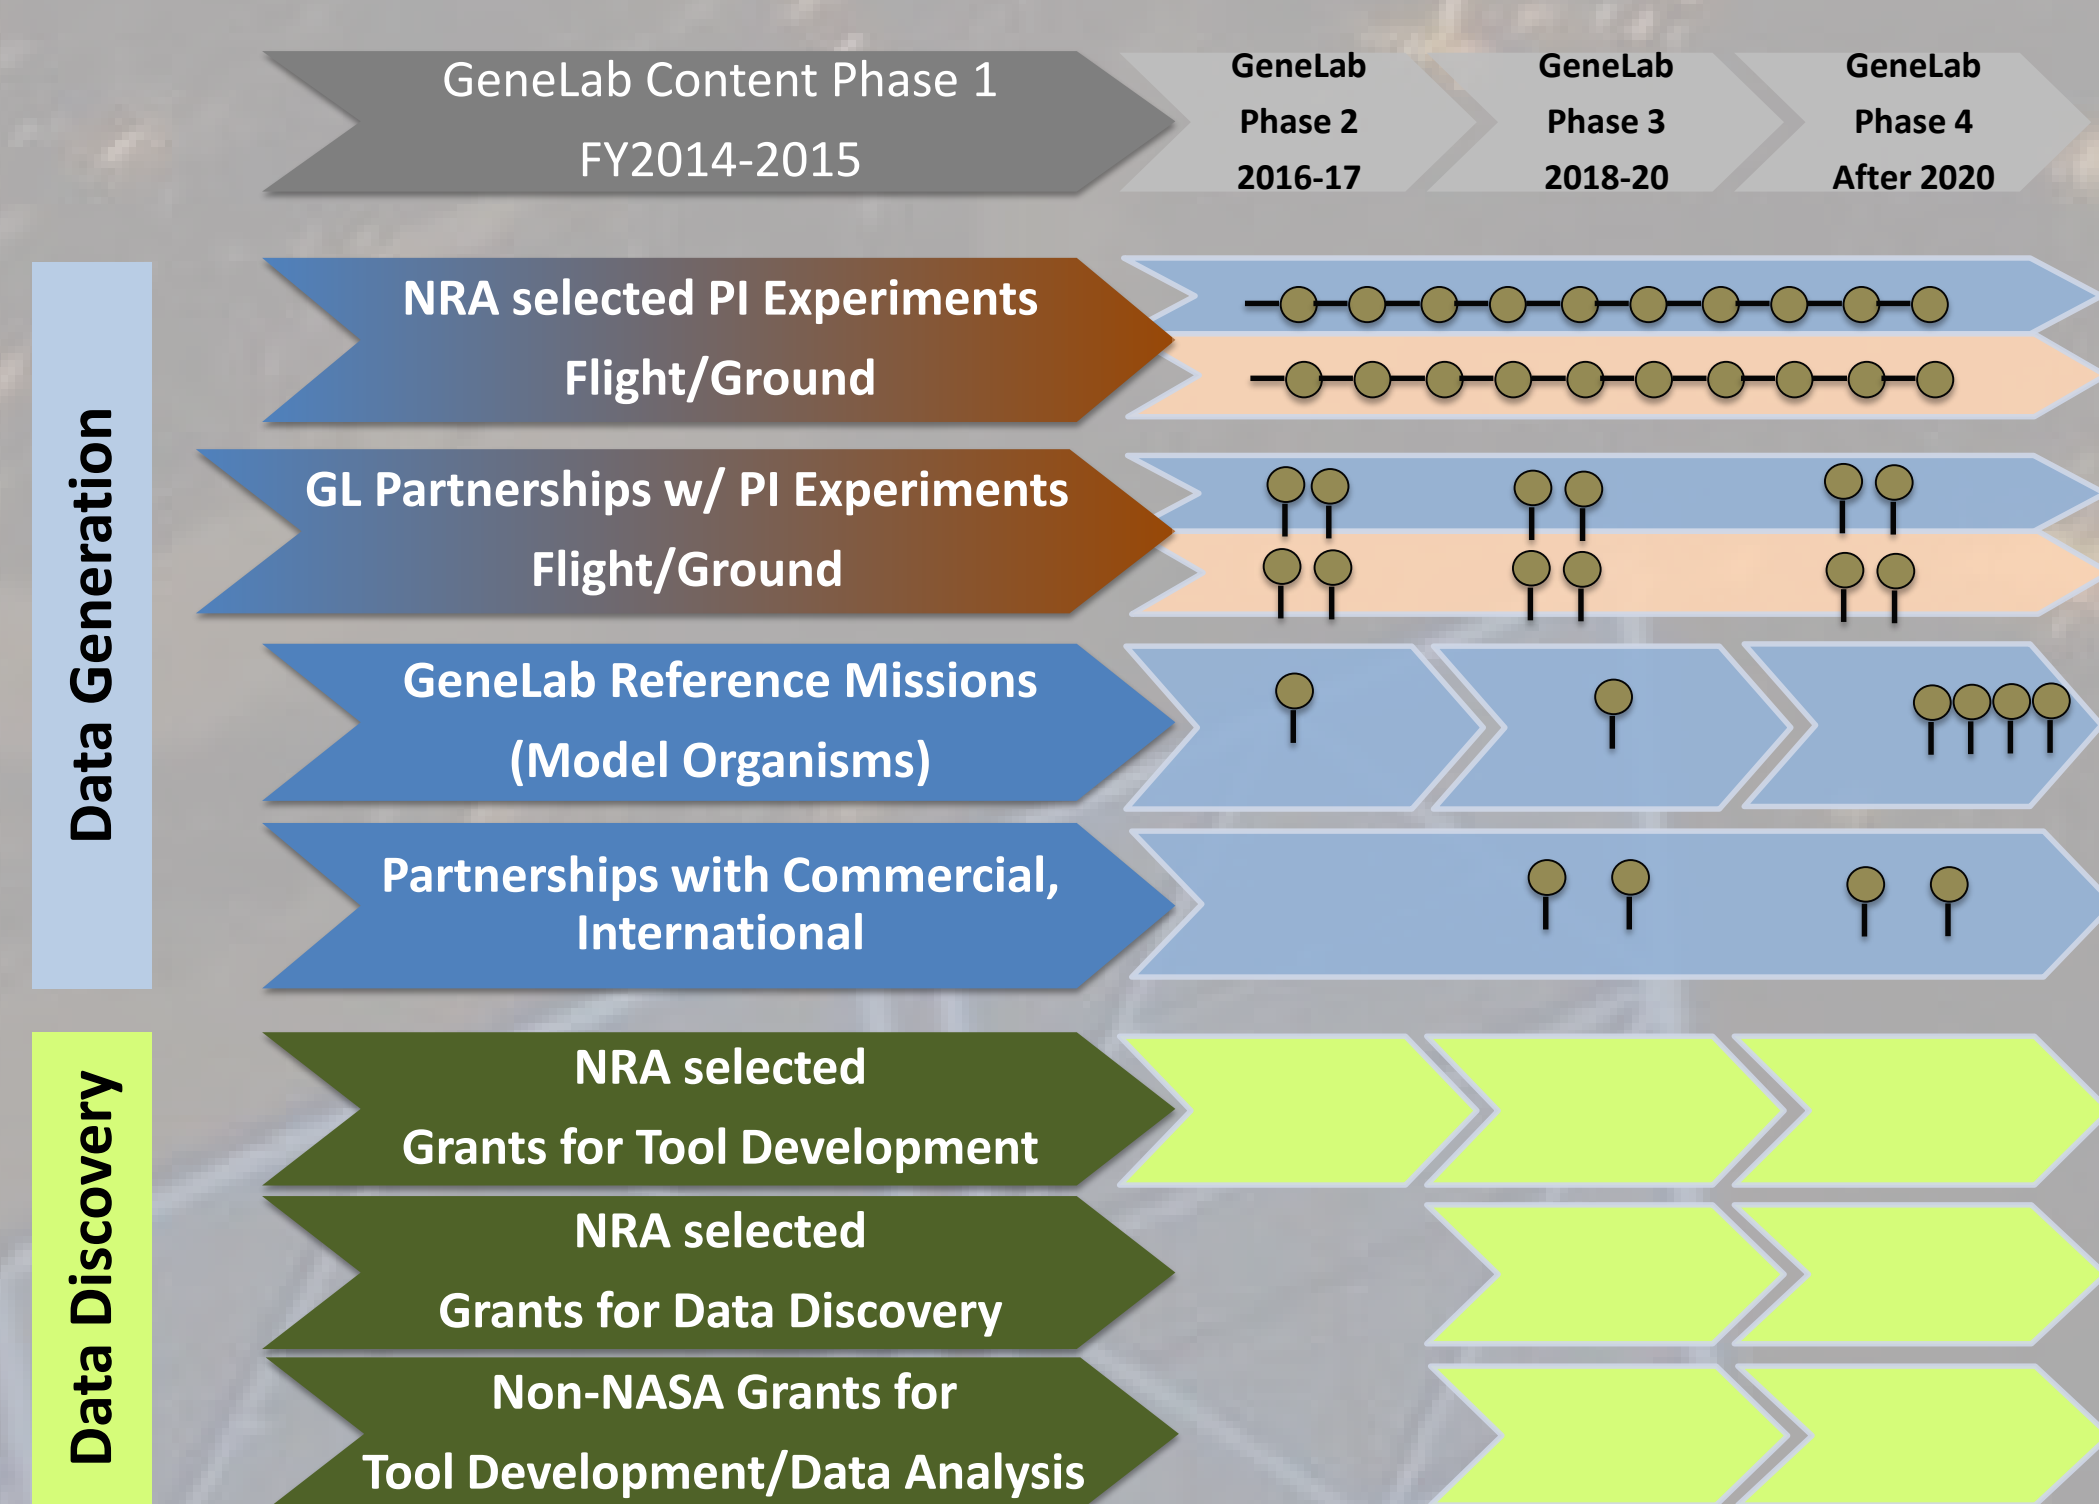 GeneLab Content Phase 1
FY2014-2015
GeneLab
Phase 2
2016-17
GeneLab
Phase 3
2018-20
GeneLab
Phase 4
After 2020
Data Generation
NRA selected PI Experiments
Flight/Ground
GL Partnerships w/ PI Experiments
Flight/Ground
GeneLab Reference Missions
(Model Organisms)
Partnerships with Commercial,
International
Data Discovery
NRA selected
Grants for Tool Development
NRA selected
Grants for Data Discovery
Non-NASA Grants for
Tool Development/Data Analysis